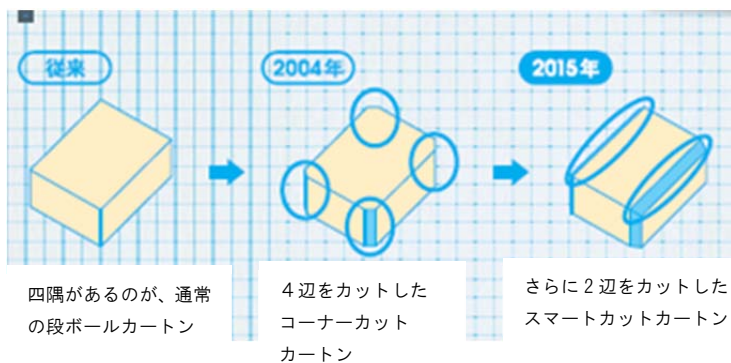 従来
2004年
2015年
四隅があるのが、通常
の段ボールカートン
４辺をカットした
コーナーカット
カートン
さらに２辺をカットした
スマートカットカートン